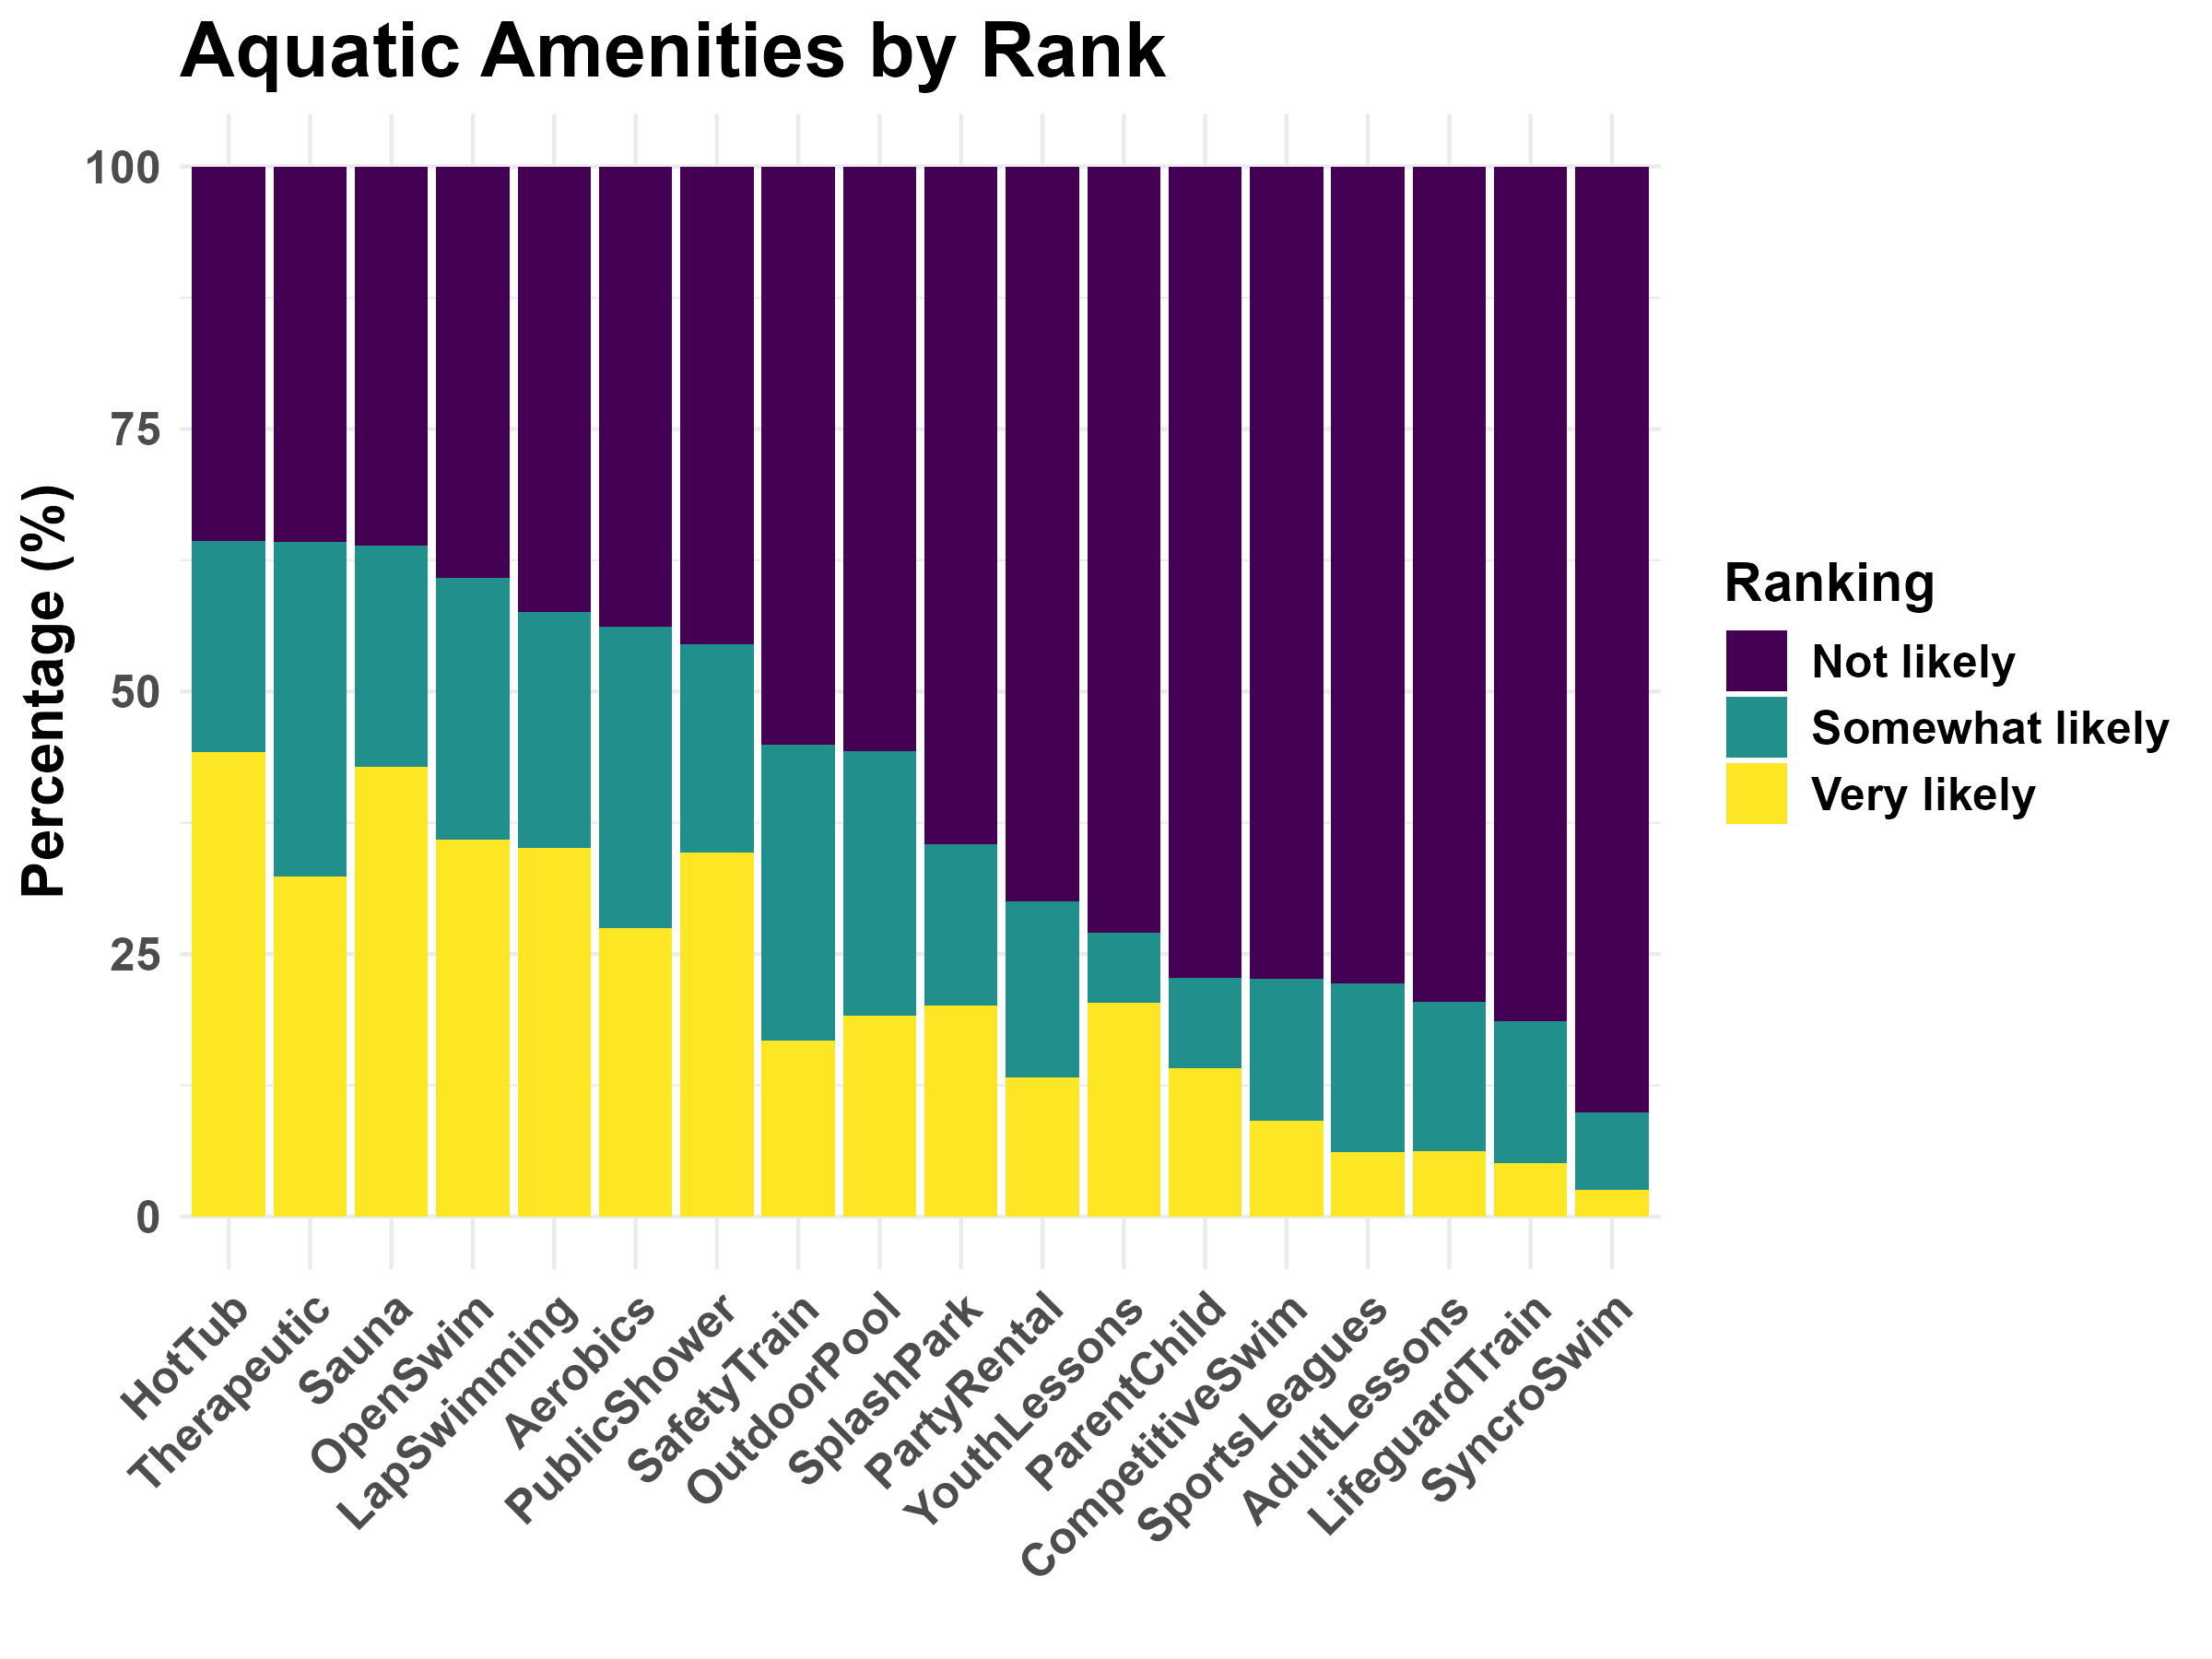 Aquatic Amenities by Rank
Percentage (%)
100
75
50
25
0
HotTub
Therapeutic
Sauna
OpenSwim
LapSwimming
Aerobics
PublicShower
SafetyTrain
OutdoorPool
SplashPark
PartyRental
YouthLessons
ParentChild
CompetitiveSwim
SportsLeagues
AdultLessons
LifeguardTrain
SyncroSwim
Ranking
Not likely
Somewhat likely
Very likely